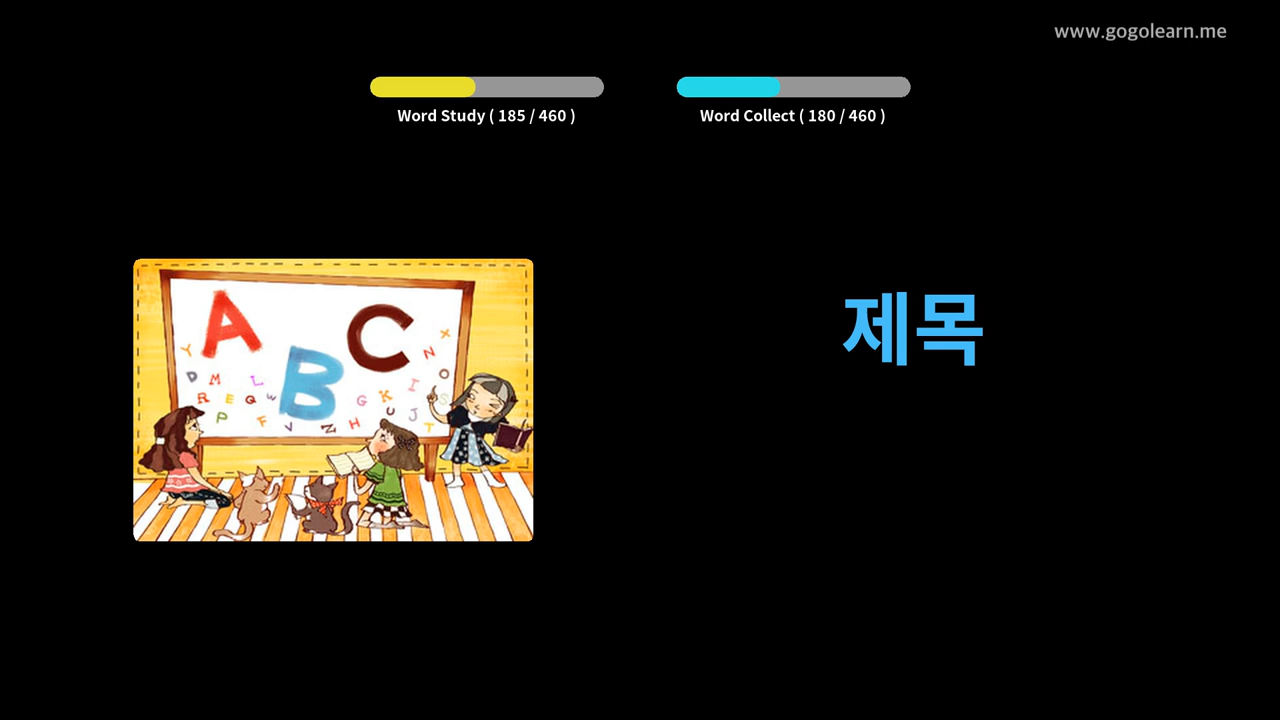 www.gogolearn.me
Word Study ( 185 / 460 )
Word Collect ( 180 / 460 )
A B C
X
Y N
D M L I O
R E Q W G K S
P F V Z H U J T
제목